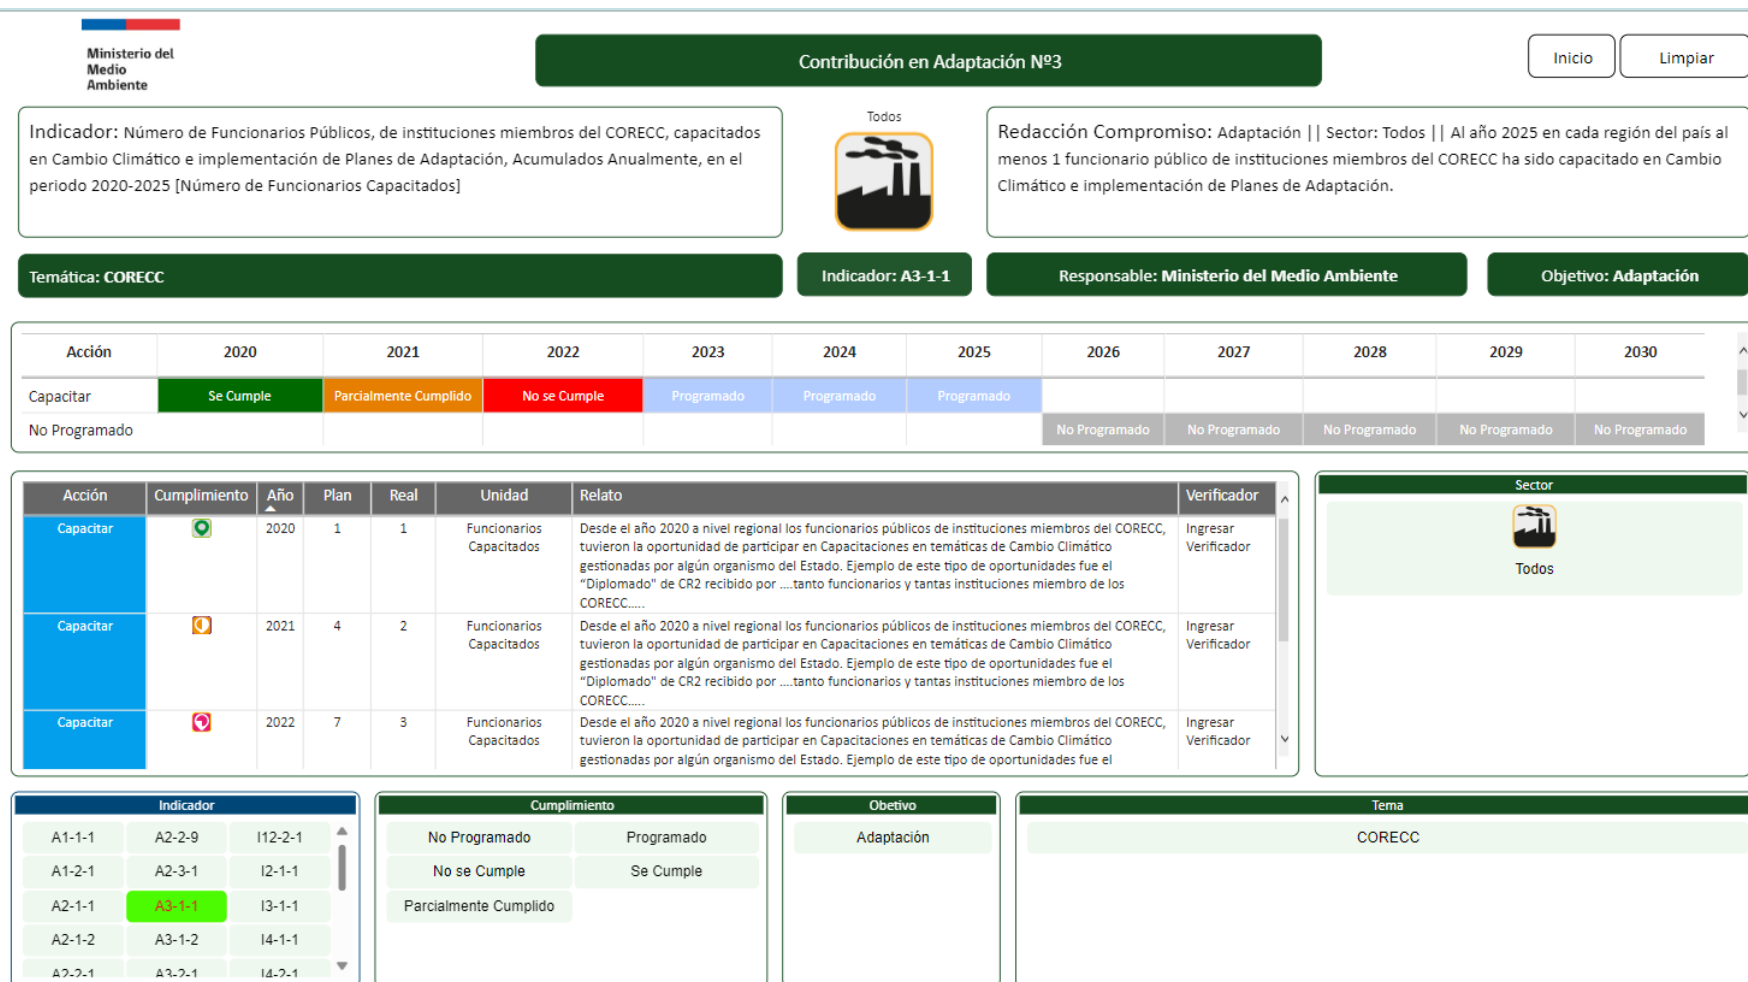 Ministerio del
Medio
Ambiente
Contribución en Adaptación Nº3
Inicio
Limpiar
Indicador: Número de Funcionarios Públicos, de instituciones miembros del CORECC, capacitados
en Cambio Climático e implementación de Planes de Adaptación, Acumulados Anualmente, en el
periodo 2020-2025 [Número de Funcionarios Capacitados]
Todos
Redacción Compromiso: Adaptación || Sector: Todos || Al año 2025 en cada región del país al
menos 1 funcionario público de instituciones miembros del CORECC ha sido capacitado en Cambio
Climático e implementación de Planes de Adaptación.
Temática: CORECC
Indicador: A3-1-1
Responsable: Ministerio del Medio Ambiente
Objetivo: Adaptación
Acción 2020 2021 2022 2023 2024 2025 2026 2027 2028 2029 2030
Capacitar Se Cumple Parcialmente Cumplido No se Cumple Programado Programado Programado
No Programado No Programado No Programado No Programado No Programado No Programado
Acción Cumplimiento Año Plan Real Unidad Relato Verificador
Capacitar 2020 1 1 Funcionarios
Capacitados
Desde el año 2020 a nivel regional los funcionarios públicos de instituciones miembros del CORECC,
tuvieron la oportunidad de participar en Capacitaciones en temáticas de Cambio Climático
gestionadas por algún organismo del Estado. Ejemplo de este tipo de oportunidades fue el
“Diplomado" de CR2 recibido por ....tanto funcionarios y tantas instituciones miembro de los
CORECC.....
Ingresar
Verificador
Capacitar 2021 4 2 Funcionarios
Capacitados
Desde el año 2020 a nivel regional los funcionarios públicos de instituciones miembros del CORECC,
tuvieron la oportunidad de participar en Capacitaciones en temáticas de Cambio Climático
gestionadas por algún organismo del Estado. Ejemplo de este tipo de oportunidades fue el
“Diplomado" de CR2 recibido por ....tanto funcionarios y tantas instituciones miembro de los
CORECC.....
Ingresar
Verificador
Capacitar 2022 7 3 Funcionarios
Capacitados
Desde el año 2020 a nivel regional los funcionarios públicos de instituciones miembros del CORECC,
tuvieron la oportunidad de participar en Capacitaciones en temáticas de Cambio Climático
gestionadas por algún organismo del Estado. Ejemplo de este tipo de oportunidades fue el
Ingresar
Verificador
Sector
Todos
Indicador
A1-1-1 A2-2-9 I12-2-1
A1-2-1 A2-3-1 I2-1-1
A2-1-1 A3-1-1 I3-1-1
A2-1-2 A3-1-2 I4-1-1
A2-2-1 A3-2-1 I4-2-1
Cumplimiento
No Programado Programado
No se Cumple Se Cumple
Parcialmente Cumplido
Obetivo
Adaptación
Tema
CORECC